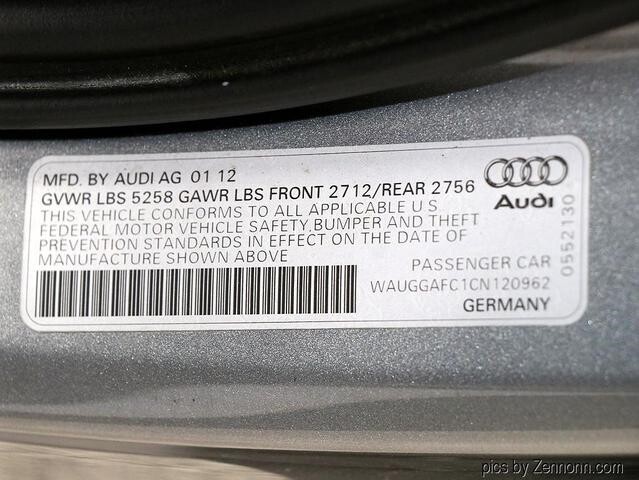 MFD. BY AUDI AG 01 12
GVWR LBS 5258 GAWR LBS FRONT 2712/REAR 2756
THIS VEHICLE CONFORMS TO ALL APPLICABLE U S
FEDERAL MOTOR VEHICLE SAFETY, BUMPER AND THEFT
PREVENTION STANDARDS IN EFFECT ON THE DATE OF
MANUFACTURE SHOWN ABOVE
Audi
0552130
PASSENGER CAR
WAUGGAFC1CN120962
GERMANY
pics by Zennonn.com